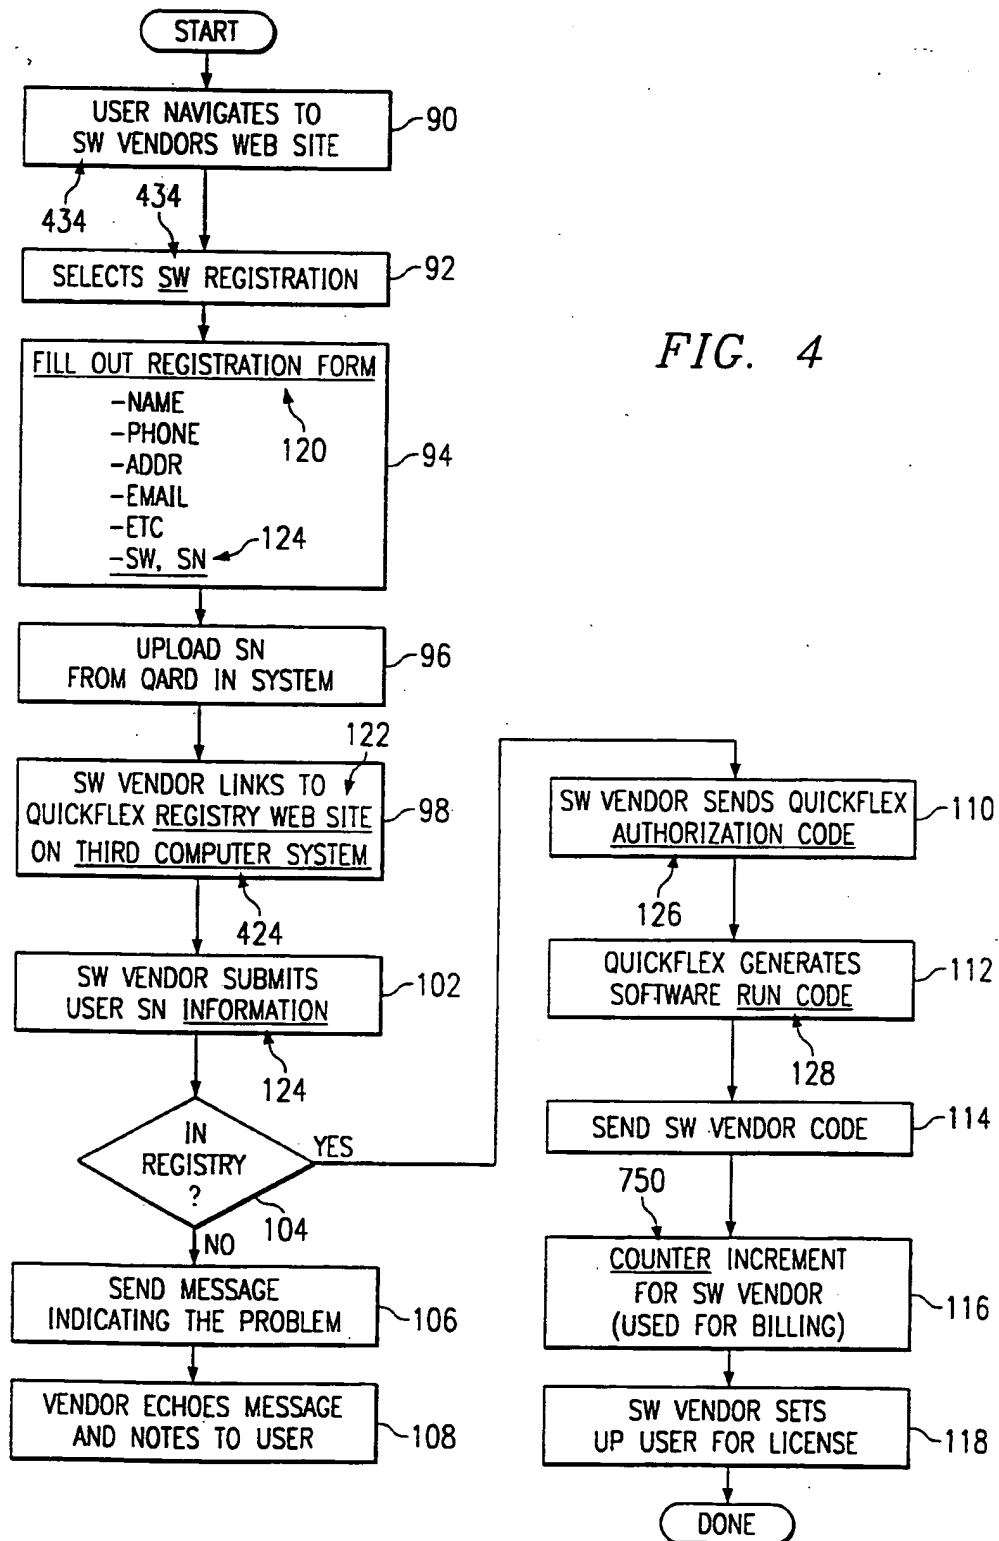 START
USER NAVIGATES TO
SW VENDORS WEB SITE
90
434
434
SELECTS SW REGISTRATION
92
FIG. 4
FILL OUT REGISTRATION FORM
-NAME
-PHONE
-ADDR
-EMAIL
-ETC
-SW, SN
120
124
94
UPLOAD SN
FROM QARD IN SYSTEM
96
122
SW VENDOR LINKS TO
QUICKFLEX REGISTRY WEB SITE
ON THIRD COMPUTER SYSTEM
98
424
SW VENDOR SUBMITS
USER SN INFORMATION
102
124
IN
REGISTRY
?
YES
104
NO
SEND MESSAGE
INDICATING THE PROBLEM
106
VENDOR ECHOES MESSAGE
AND NOTES TO USER
108
SW VENDOR SENDS QUICKFLEX
AUTHORIZATION CODE
110
126
QUICKFLEX GENERATES
SOFTWARE RUN CODE
112
128
SEND SW VENDOR CODE
114
750
COUNTER INCREMENT
FOR SW VENDOR
(USED FOR BILLING)
116
SW VENDOR SETS
UP USER FOR LICENSE
118
DONE